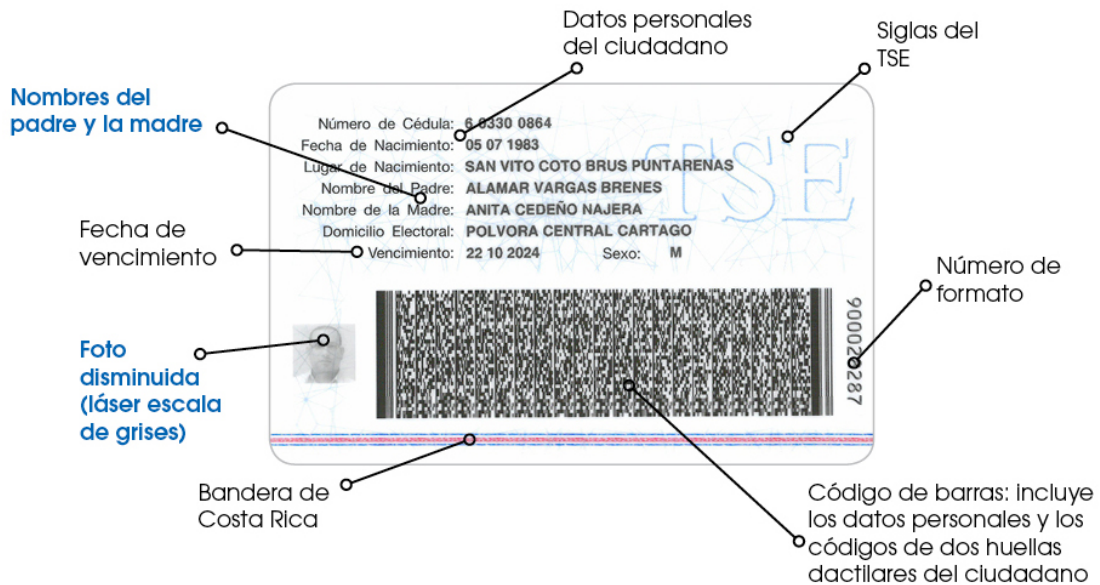 Datos personales
del ciudadano
Siglas del
TSE
Nombres del
padre y la madre
Número de Cédula: 6 0330 0864
Fecha de Nacimiento: 05 07 1983
Lugar de Nacimiento: SAN VITO COTO BRUS PUNTARENAS
Nombre del Padre: ALAMAR VARGAS BRENES
Nombre de la Madre: ANITA CEDEÑO NAJERA
Domicilio Electoral: POLVORA CENTRAL CARTAGO
Vencimiento: 22 10 2024 Sexo: M
TSE
Fecha de
vencimiento
Número de
formato
900020287
Foto
disminuida
(láser escala
de grises)
Bandera de
Costa Rica
Código de barras: incluye
los datos personales y los
códigos de dos huellas
dactilares del ciudadano